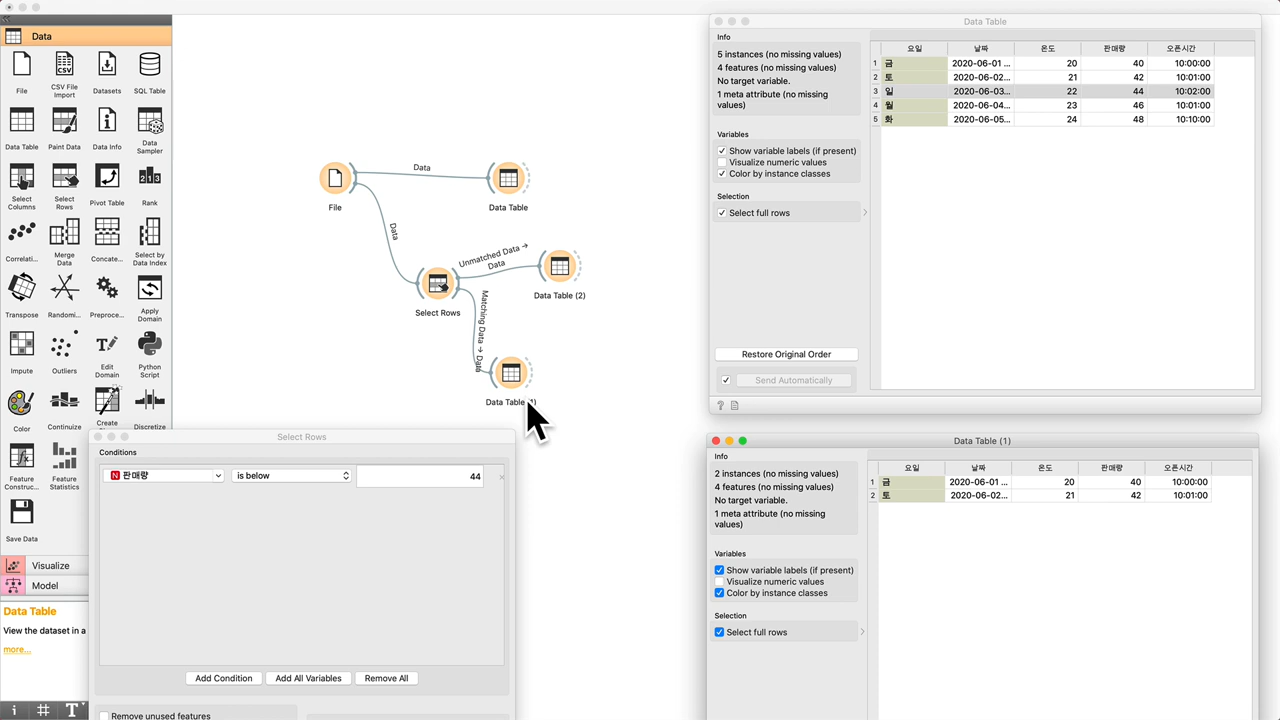 Data
File
CSV File
Import
Datasets
SQL Table
Data Table
Paint Data
Data Info
Data
Sampler
Select
Columns
Select
Rows
Pivot Table
Rank
Correlati...
Merge
Data
Concate...
Select by
Data Index
Transpose
Randomi...
Preproce...
Apply
Domain
Impute
Outliers
Edit
Domain
Python
Script
Color
Continuize
Create
Discretize
Feature
Construc...
Feature
Statistics
Save Data
Visualize
Model
Data Table
View the dataset in a
more...
Data
File
Data Table
Data
Unmatched Data →
Data
Data Table (2)
Select Rows
Matching Data → Data
Data Table (1)
Select Rows
Conditions
N 판매량 is below 44
Add Condition Add All Variables Remove All
Remove unused features
Data Table
Info
5 instances (no missing values)
4 features (no missing values)
No target variable.
1 meta attribute (no missing
values)
Variables
Show variable labels (if present)
Visualize numeric values
Color by instance classes
Selection
Select full rows
Restore Original Order
Send Automatically
요일 날짜 온도 판매량 오픈시간
1 금 2020-06-01 ... 20 40 10:00:00
2 토 2020-06-02... 21 42 10:01:00
3 일 2020-06-03... 22 44 10:02:00
4 월 2020-06-04... 23 46 10:01:00
5 화 2020-06-05... 24 48 10:10:00
Data Table (1)
Info
2 instances (no missing values)
4 features (no missing values)
No target variable.
1 meta attribute (no missing
values)
Variables
Show variable labels (if present)
Visualize numeric values
Color by instance classes
Selection
Select full rows
요일 날짜 온도 판매량 오픈시간
1 금 2020-06-01 ... 20 40 10:00:00
2 토 2020-06-02... 21 42 10:01:00